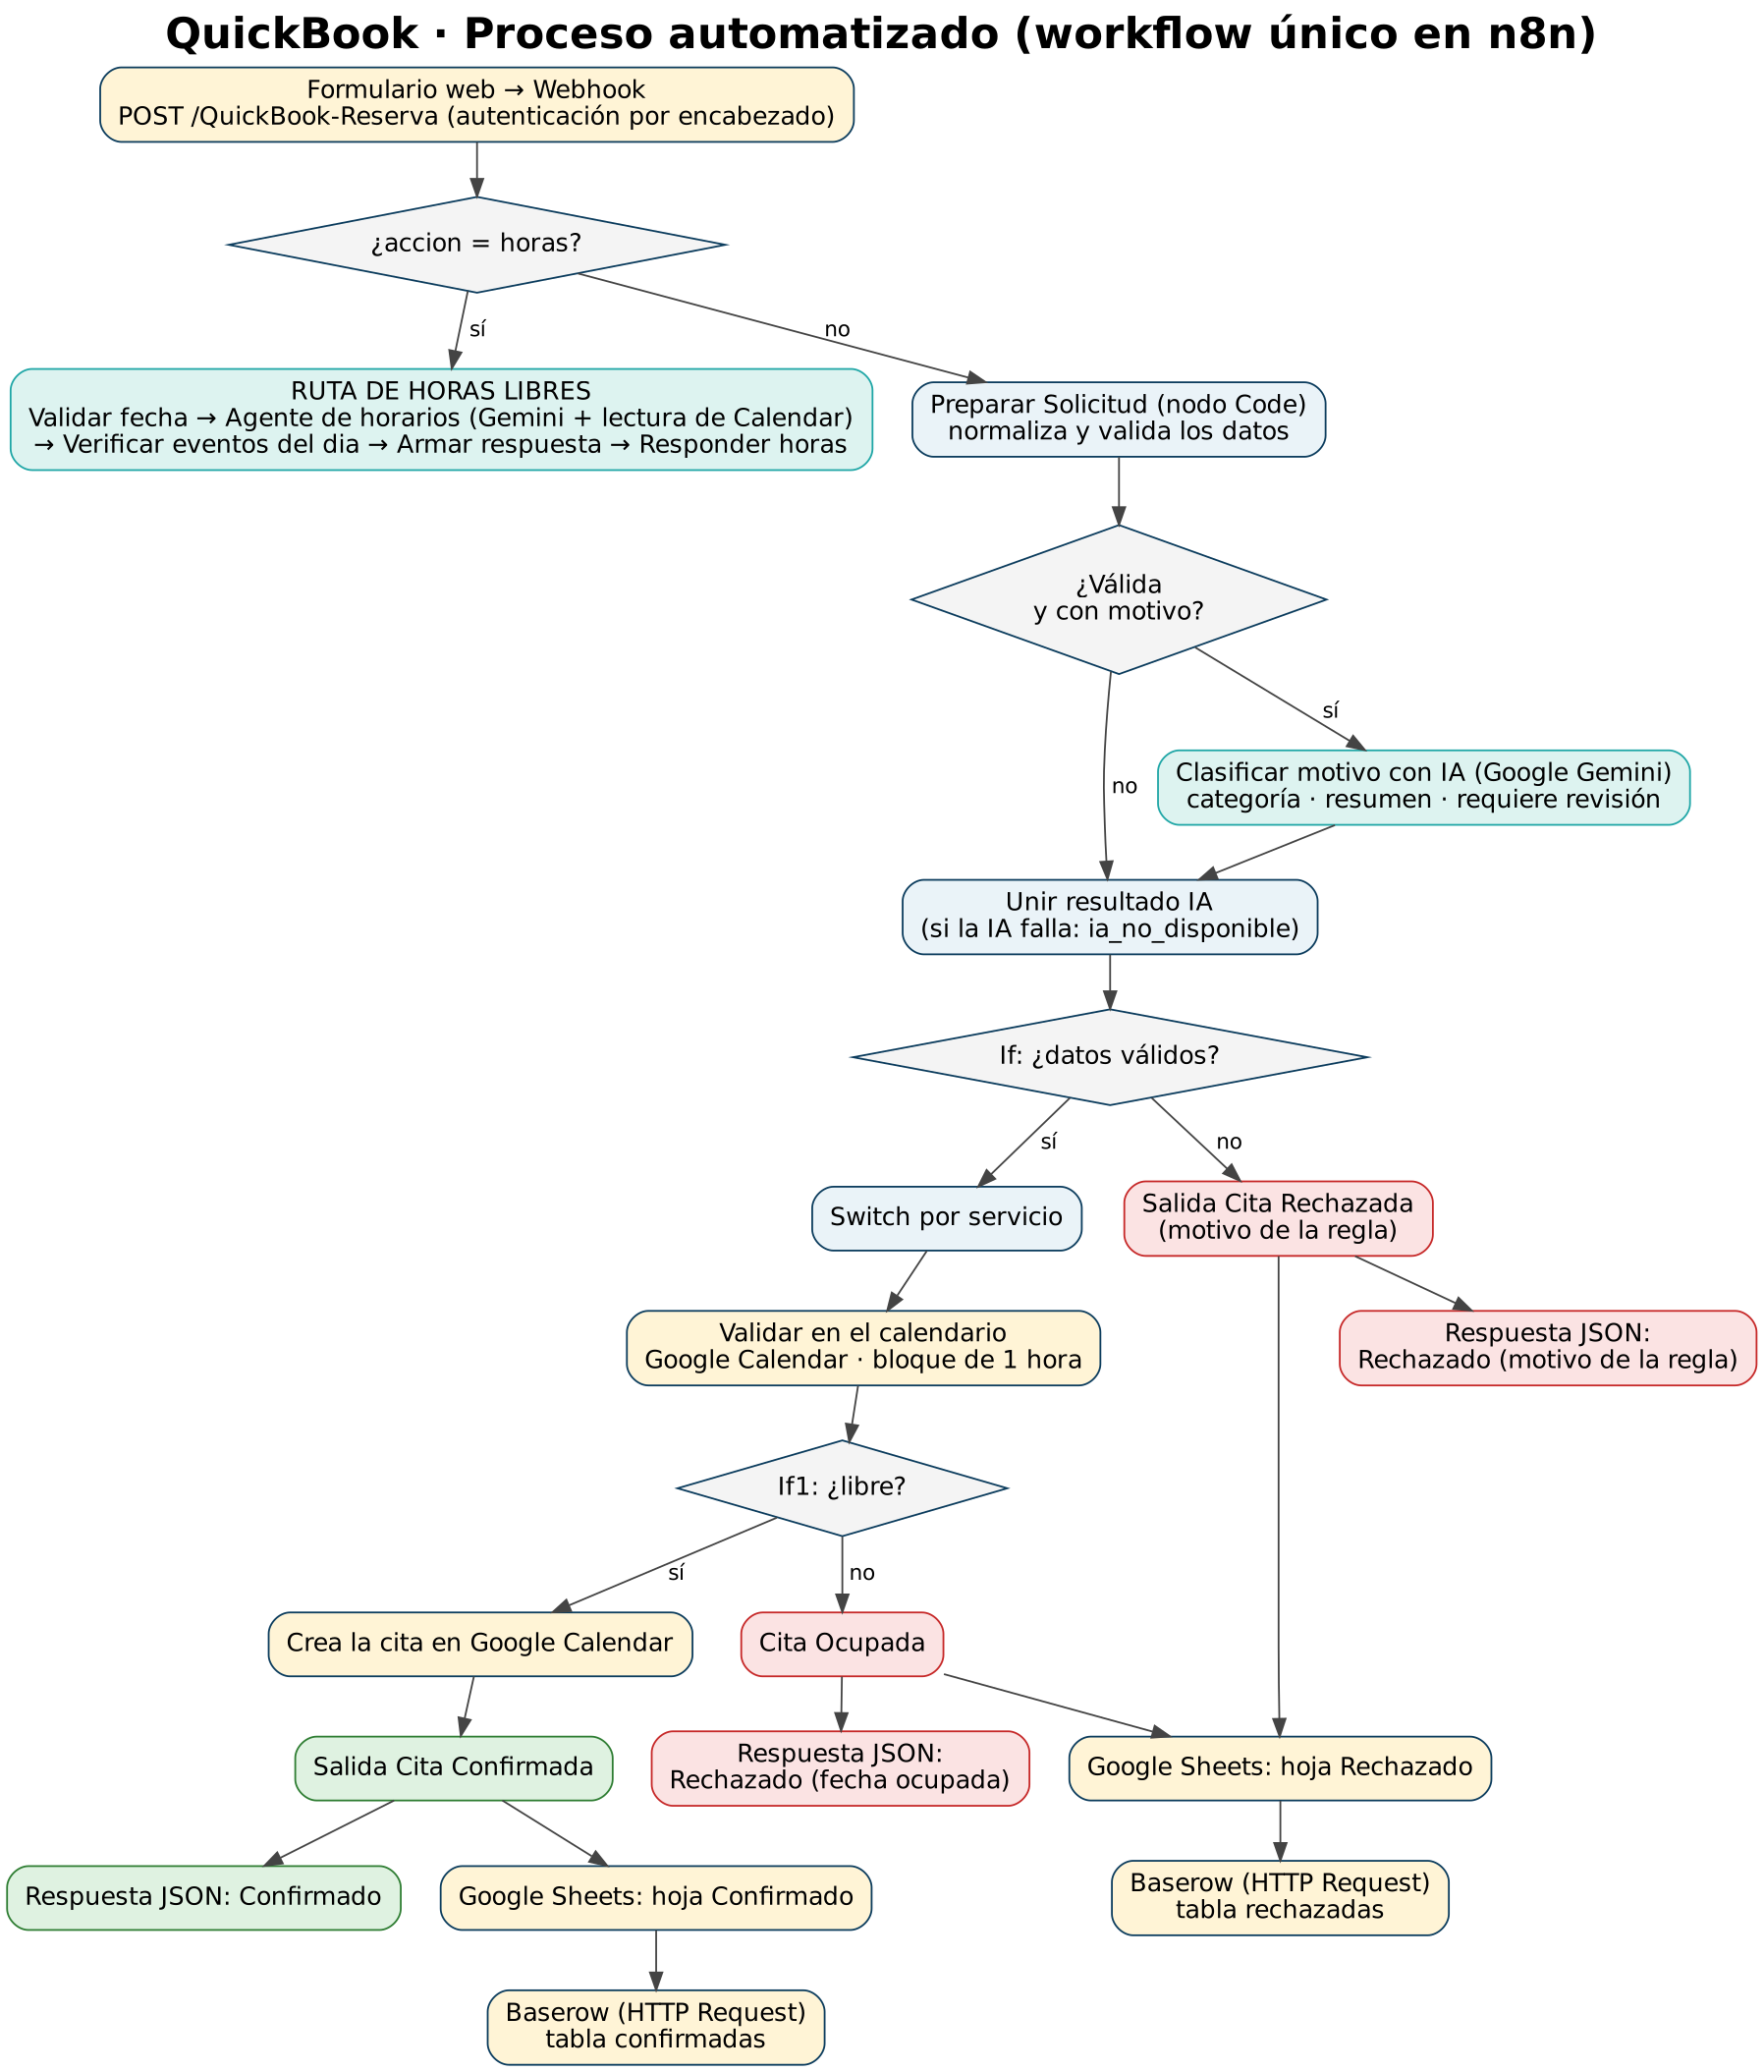 QuickBook · Proceso automatizado (workflow único en n8n)
Formulario web → Webhook
POST /QuickBook-Reserva (autenticación por encabezado)
¿accion = horas?
sí
no
RUTA DE HORAS LIBRES
Validar fecha → Agente de horarios (Gemini + lectura de Calendar)
→ Verificar eventos del dia → Armar respuesta → Responder horas
Preparar Solicitud (nodo Code)
normaliza y valida los datos
¿Válida
y con motivo?
sí
no
Clasificar motivo con IA (Google Gemini)
categoría · resumen · requiere revisión
Unir resultado IA
(si la IA falla: ia_no_disponible)
If: ¿datos válidos?
sí
no
Switch por servicio
Salida Cita Rechazada
(motivo de la regla)
Validar en el calendario
Google Calendar · bloque de 1 hora
Respuesta JSON:
Rechazado (motivo de la regla)
If1: ¿libre?
sí
no
Crea la cita en Google Calendar
Cita Ocupada
Salida Cita Confirmada
Respuesta JSON:
Rechazado (fecha ocupada)
Google Sheets: hoja Rechazado
Respuesta JSON: Confirmado
Google Sheets: hoja Confirmado
Baserow (HTTP Request)
tabla rechazadas
Baserow (HTTP Request)
tabla confirmadas